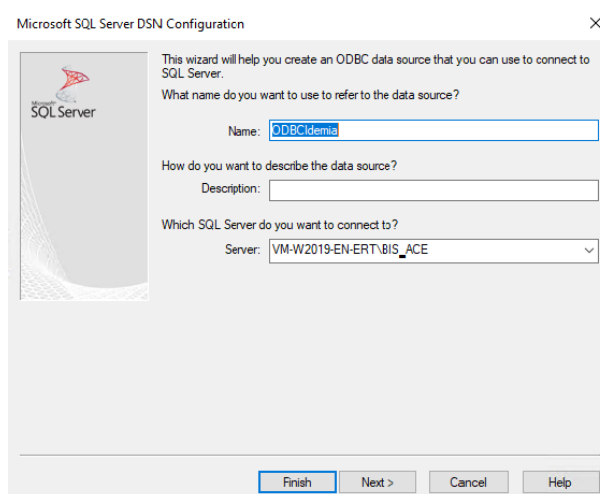 Microsoft SQL Server DSN Configuration
This wizard will help you create an ODBC data source that you can use to connect to
SQL Server.
What name do you want to use to refer to the data source?
Microsoft
SQL Server
Name: ODBCIdemia
How do you want to describe the data source?
Description:
Which SQL Server do you want to connect to?
Server: VM-W2019-EN-ERT\BIS_ACE
Finish Next > Cancel Help